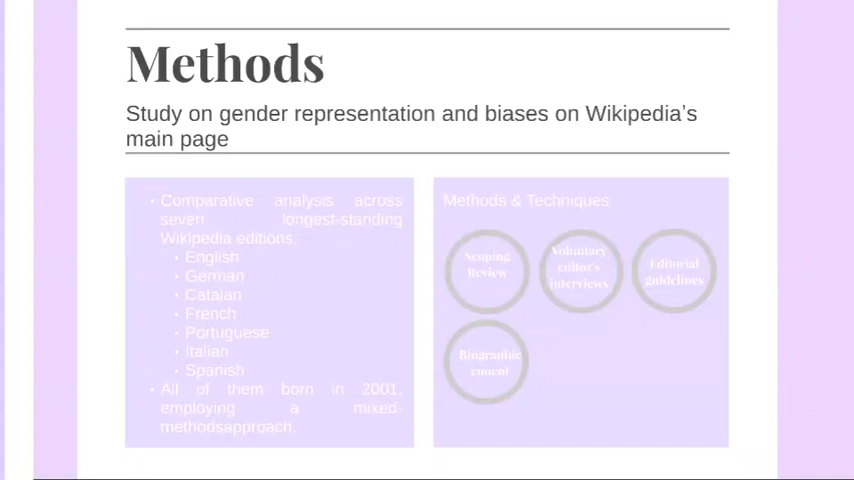 Methods
Study on gender representation and biases on Wikipedia’s
main page
• Comparative analysis across
seven longest-standing
Wikipedia editions:
• English
• German
• Catalan
• French
• Portuguese
• Italian
• Spanish
• All of them born in 2001,
employing a mixed-
methodsapproach.
Methods & Techniques
Scoping
Review
Voluntary
editor's
interviews
Editorial
guidelines
Biographic